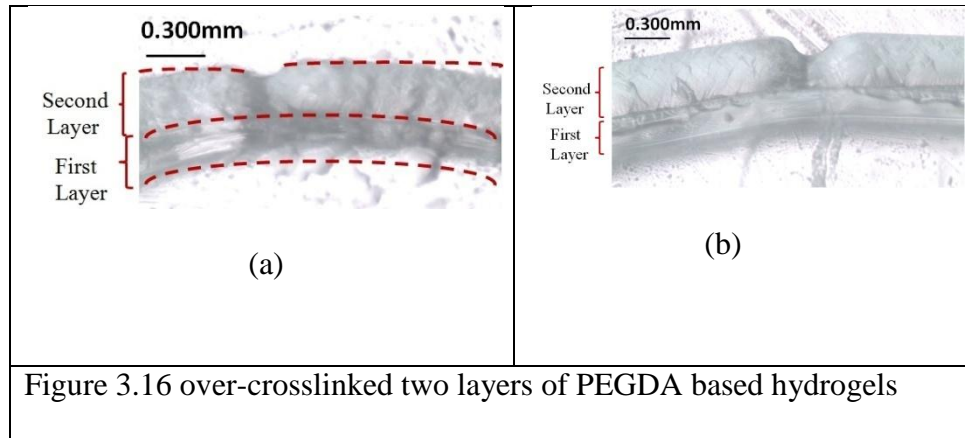 0.300mm
Second
Layer
First
Layer
(a)
0.300mm
Second
Layer
First
Layer
(b)
Figure 3.16 over-crosslinked two layers of PEGDA based hydrogels